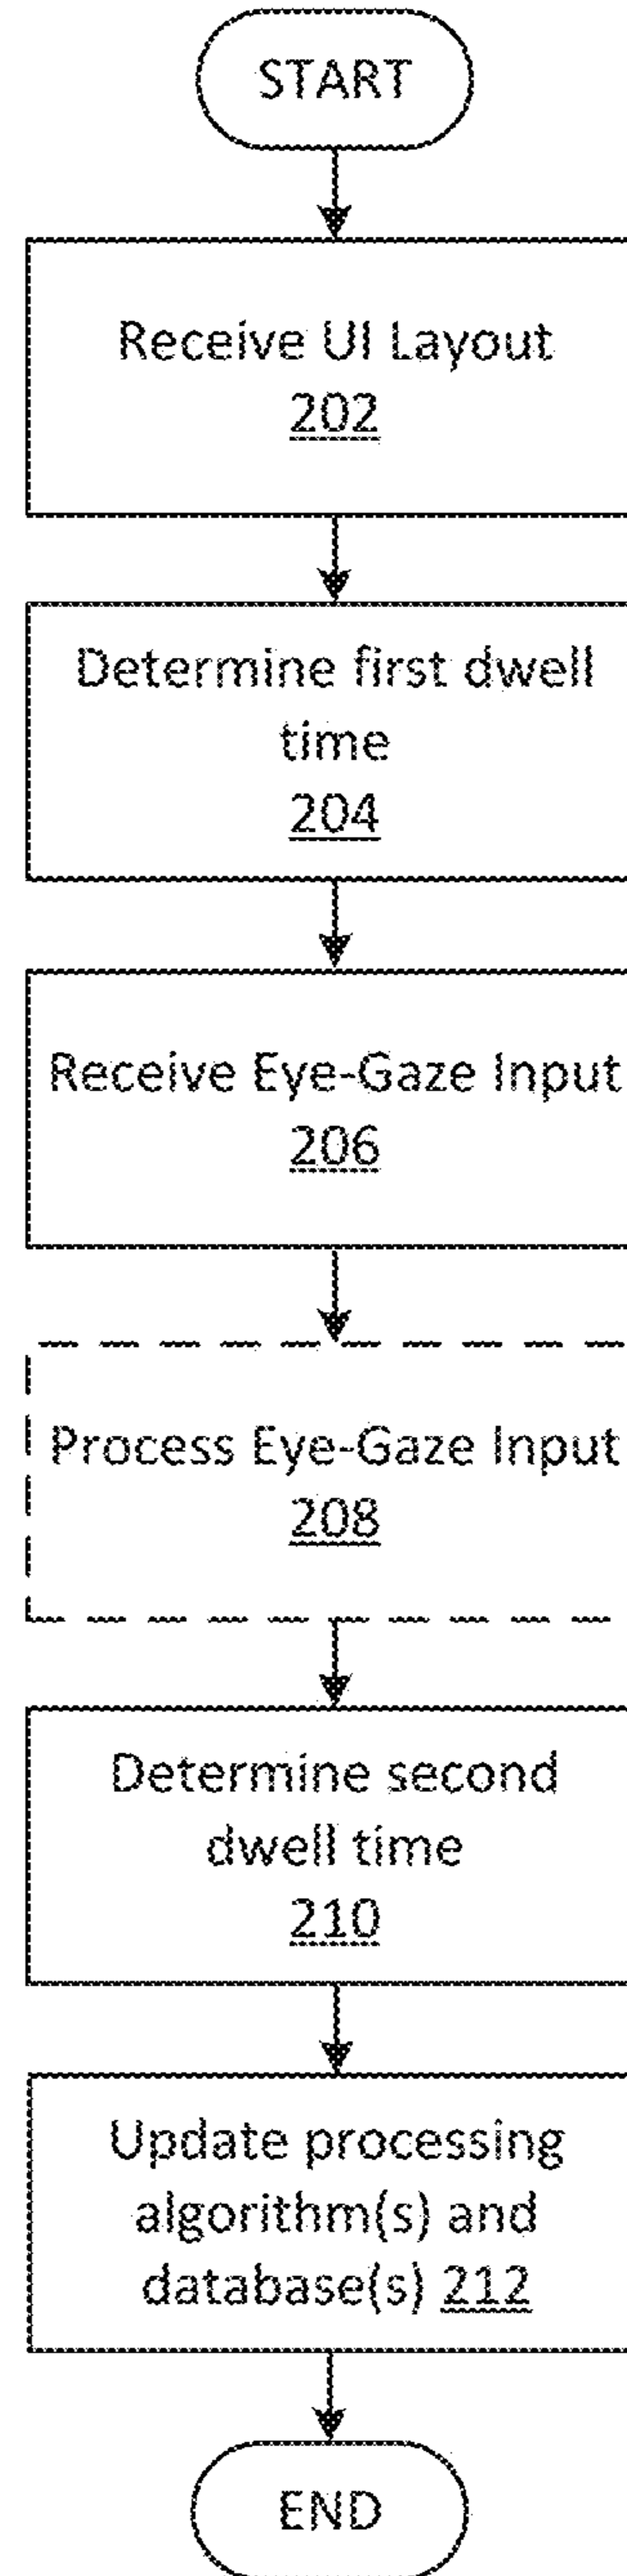 START
Receive UI Layout
202
Determine first dwell
time
204
Receive Eye-Gaze Input
206
Process Eye-Gaze Input
208
Determine second
dwell time
210
Update processing
algorithm(s) and
database(s) 212
END